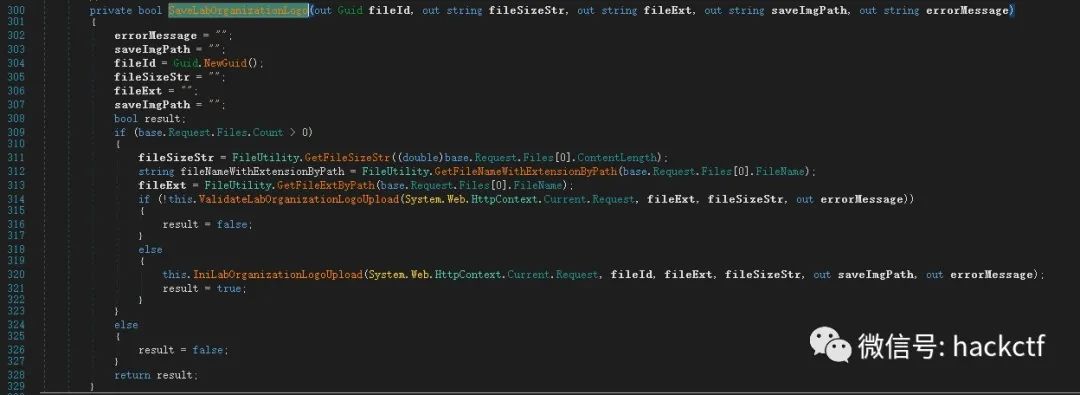 300 private bool SaveLabOrganizationLogo(out Guid fileId, out string fileSizeStr, out string fileExt, out string saveImgPath, out string errorMessage)
301 {
302 errorMessage = "";
303 saveImgPath = "";
304 fileId = Guid.NewGuid();
305 fileSizeStr = "";
306 fileExt = "";
307 saveImgPath = "";
308 bool result;
309 if (base.Request.Files.Count > 0)
310 {
311 fileSizeStr = FileUtility.GetFileSizeStr((double)base.Request.Files[0].ContentLength);
312 string fileNameWithExtensionByPath = FileUtility.GetFileNameWithExtensionByPath(base.Request.Files[0].FileName);
313 fileExt = FileUtility.GetFileExtByPath(base.Request.Files[0].FileName);
314 if (!this.ValidateLabOrganizationLogoUpload(System.Web.HttpContext.Current.Request, fileExt, fileSizeStr, out errorMessage))
315 {
316 result = false;
317 }
318 else
319 {
320 this.IniLabOrganizationLogoUpload(System.Web.HttpContext.Current.Request, fileId, fileExt, fileSizeStr, out saveImgPath, out errorMessage);
321 result = true;
322 }
323 }
324 else
325 {
326 result = false;
327 }
328 return result;
329 }
微信号: hackctf